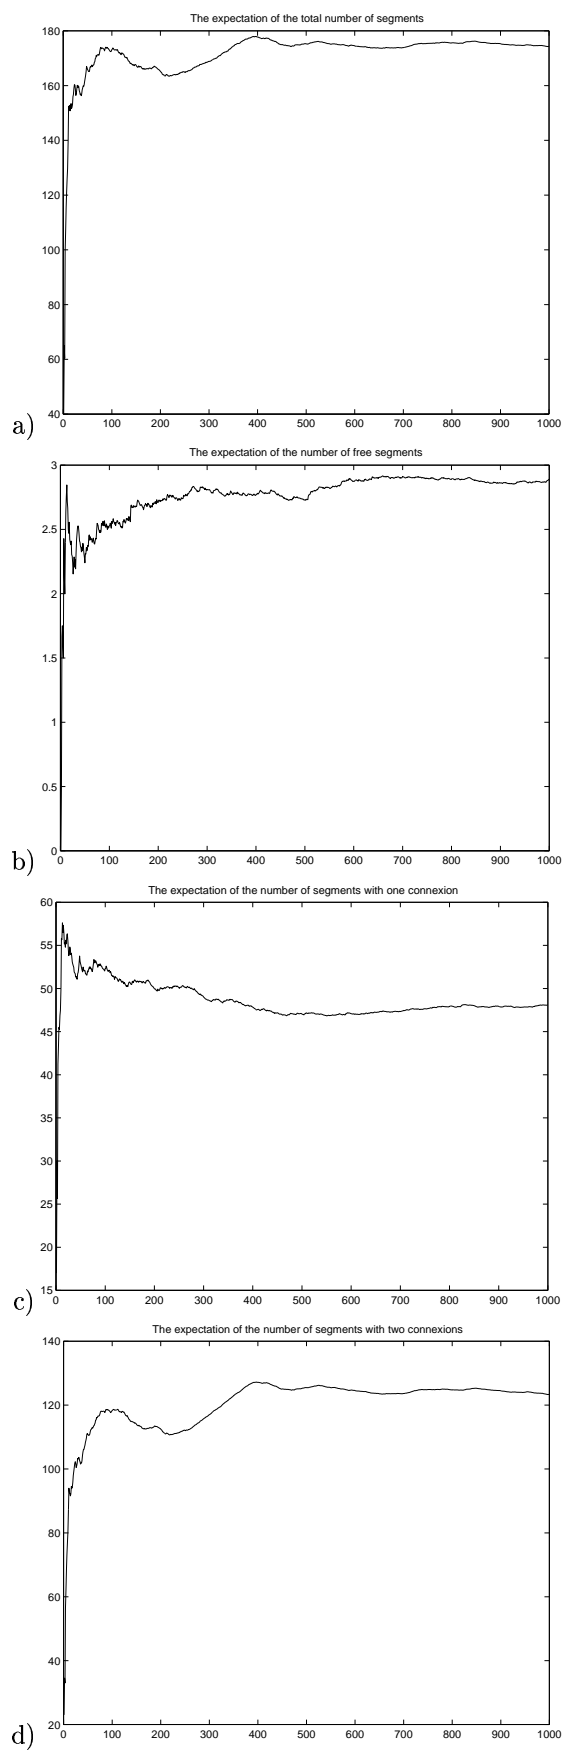 The expectation of the total number of segments
180
160
140
120
100
80
60
40
0 100 200 300 400 500 600 700 800 900 1000
a)
The expectation of the number of free segments
3
2.5
2
1.5
1
0.5
0
0 100 200 300 400 500 600 700 800 900 1000
b)
The expectation of the number of segments with one connexion
60
55
50
45
40
35
30
25
20
15
0 100 200 300 400 500 600 700 800 900 1000
c)
The expectation of the number of segments with two connexions
140
120
100
80
60
40
20
0 100 200 300 400 500 600 700 800 900 1000
d)